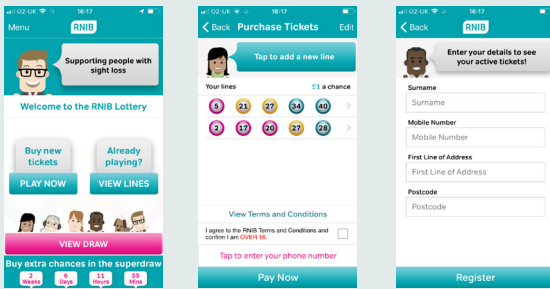 O2-UK 16:17
Menu RNIB
Supporting people with
sight loss
Welcome to the RNIB Lottery
Buy new
tickets
PLAY NOW
Already
playing?
VIEW LINES
VIEW DRAW
Buy extra chances in the superdraw
2 Weeks 6 Days 11 Hours 33 Mins
O2-UK 16:17
Back Purchase Tickets Edit
Tap to add a new line
Your lines £1 a chance
5 21 27 34 40
2 17 20 27 28
View Terms and Conditions
I agree to the RNIB Terms and Conditions and
confirm I am OVER 16.
Tap to enter your phone number
Pay Now
O2-UK 16:17
Back RNIB
Enter your details to see
your active tickets!
Surname
Surname
Mobile Number
Mobile Number
First Line of Address
First Line of Address
Postcode
Postcode
Register